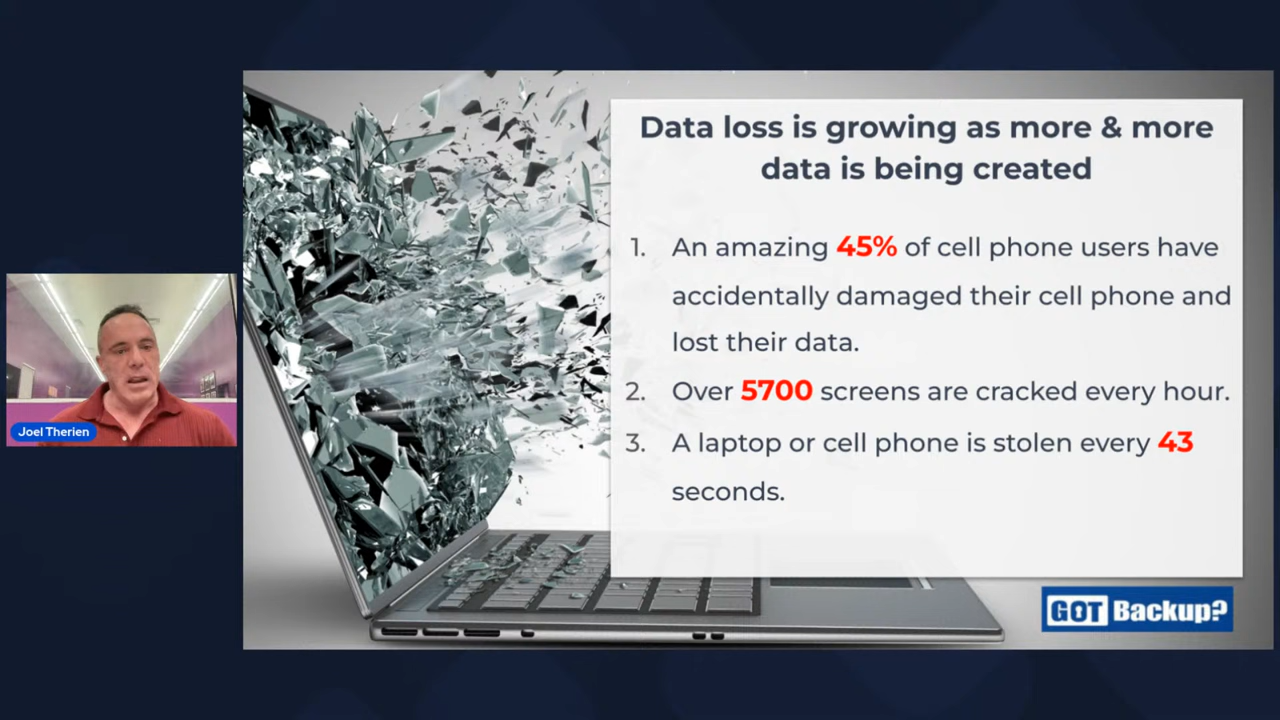 Data loss is growing as more & more
data is being created
1. An amazing 45% of cell phone users have
accidentally damaged their cell phone and
lost their data.
2. Over 5700 screens are cracked every hour.
3. A laptop or cell phone is stolen every 43
seconds.
Joel Therien
GOT Backup?